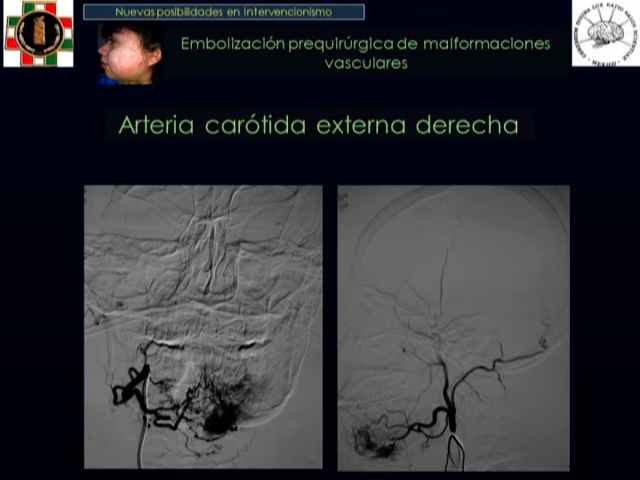 Nuevas posibilidades en Intervencionismo
Embolización prequirúrgica de malformaciones
vasculares
Arteria carótida externa derecha